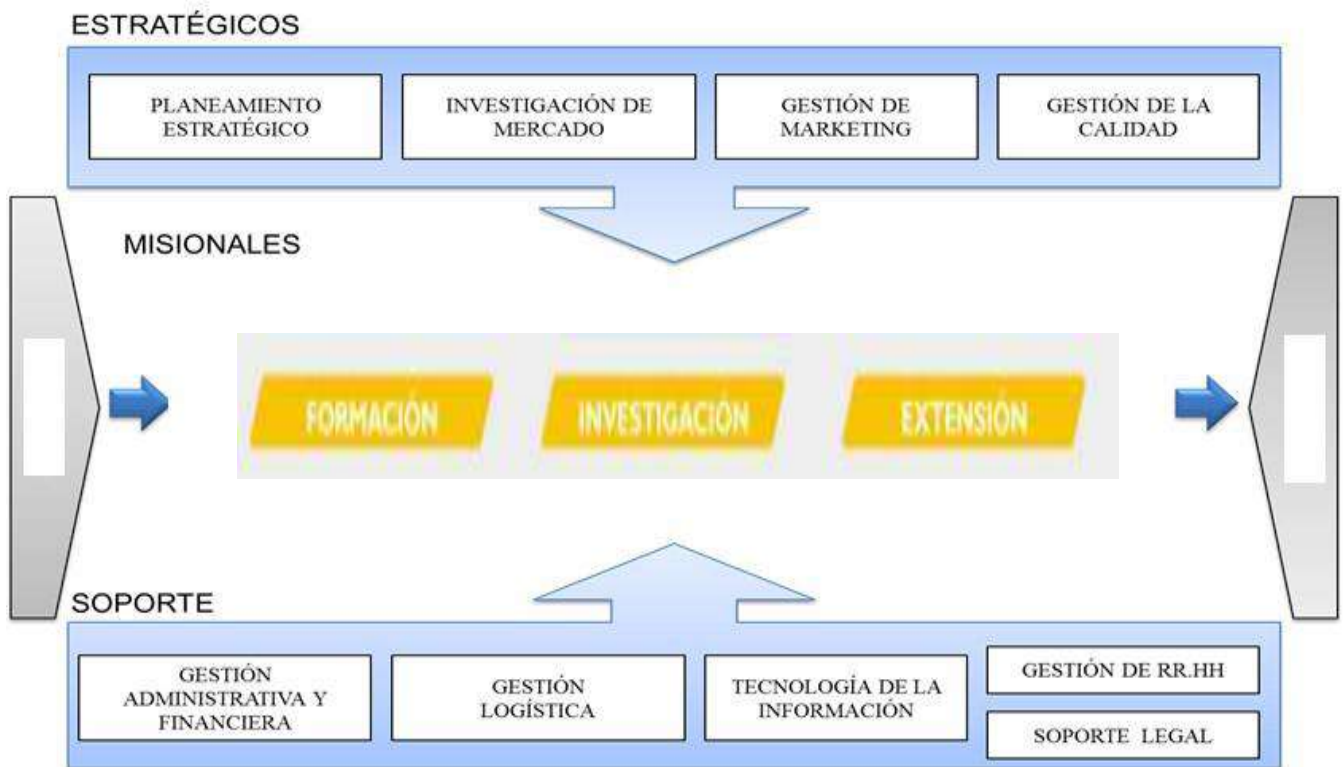 ESTRATÉGICOS
PLANEAMIENTO
ESTRATÉGICO
INVESTIGACIÓN DE
MERCADO
GESTIÓN DE
MARKETING
GESTIÓN DE LA
CALIDAD
MISIONALES
FORMACIÓN
INVESTIGACIÓN
EXTENSIÓN
SOPORTE
GESTIÓN
ADMINISTRATIVA Y
FINANCIERA
GESTIÓN
LOGÍSTICA
TECNOLOGÍA DE LA
INFORMACIÓN
GESTIÓN DE RR.HH
SOPORTE LEGAL